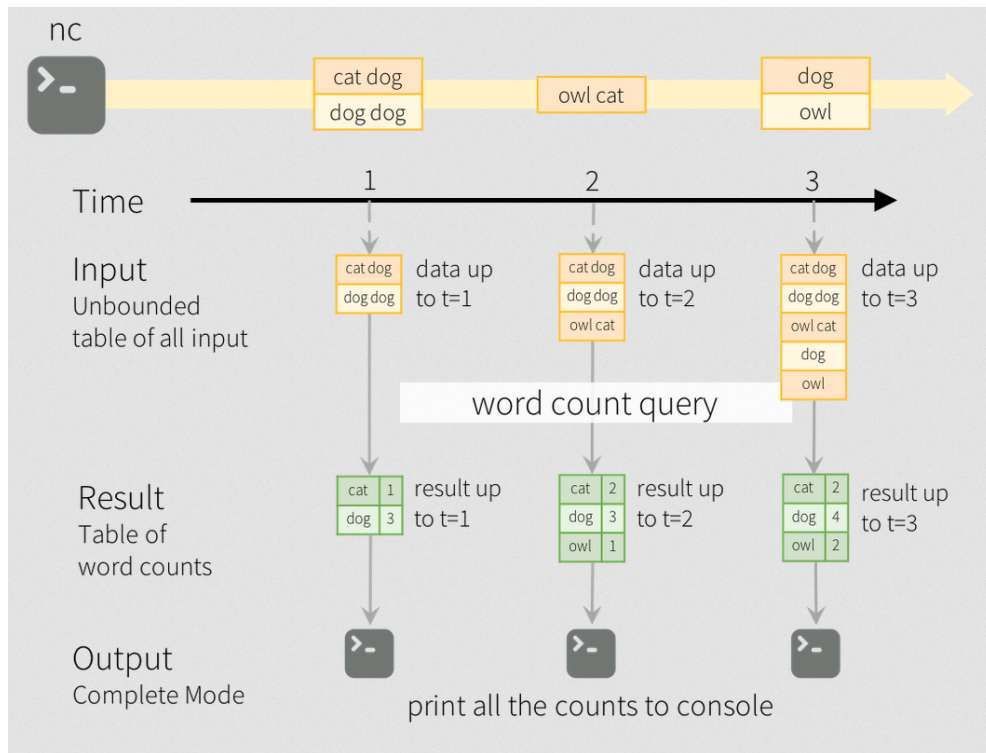 nc
cat dog
dog dog
owl cat
dog
owl
Time
1
2
3
Input
Unbounded
table of all input
cat dog
dog dog
data up
to t=1
cat dog
dog dog
owl cat
data up
to t=2
cat dog
dog dog
owl cat
dog
owl
data up
to t=3
word count query
Result
Table of
word counts
cat 1
dog 3
result up
to t=1
cat 2
dog 3
owl 1
result up
to t=2
cat 2
dog 4
owl 2
result up
to t=3
Output
Complete Mode
print all the counts to console